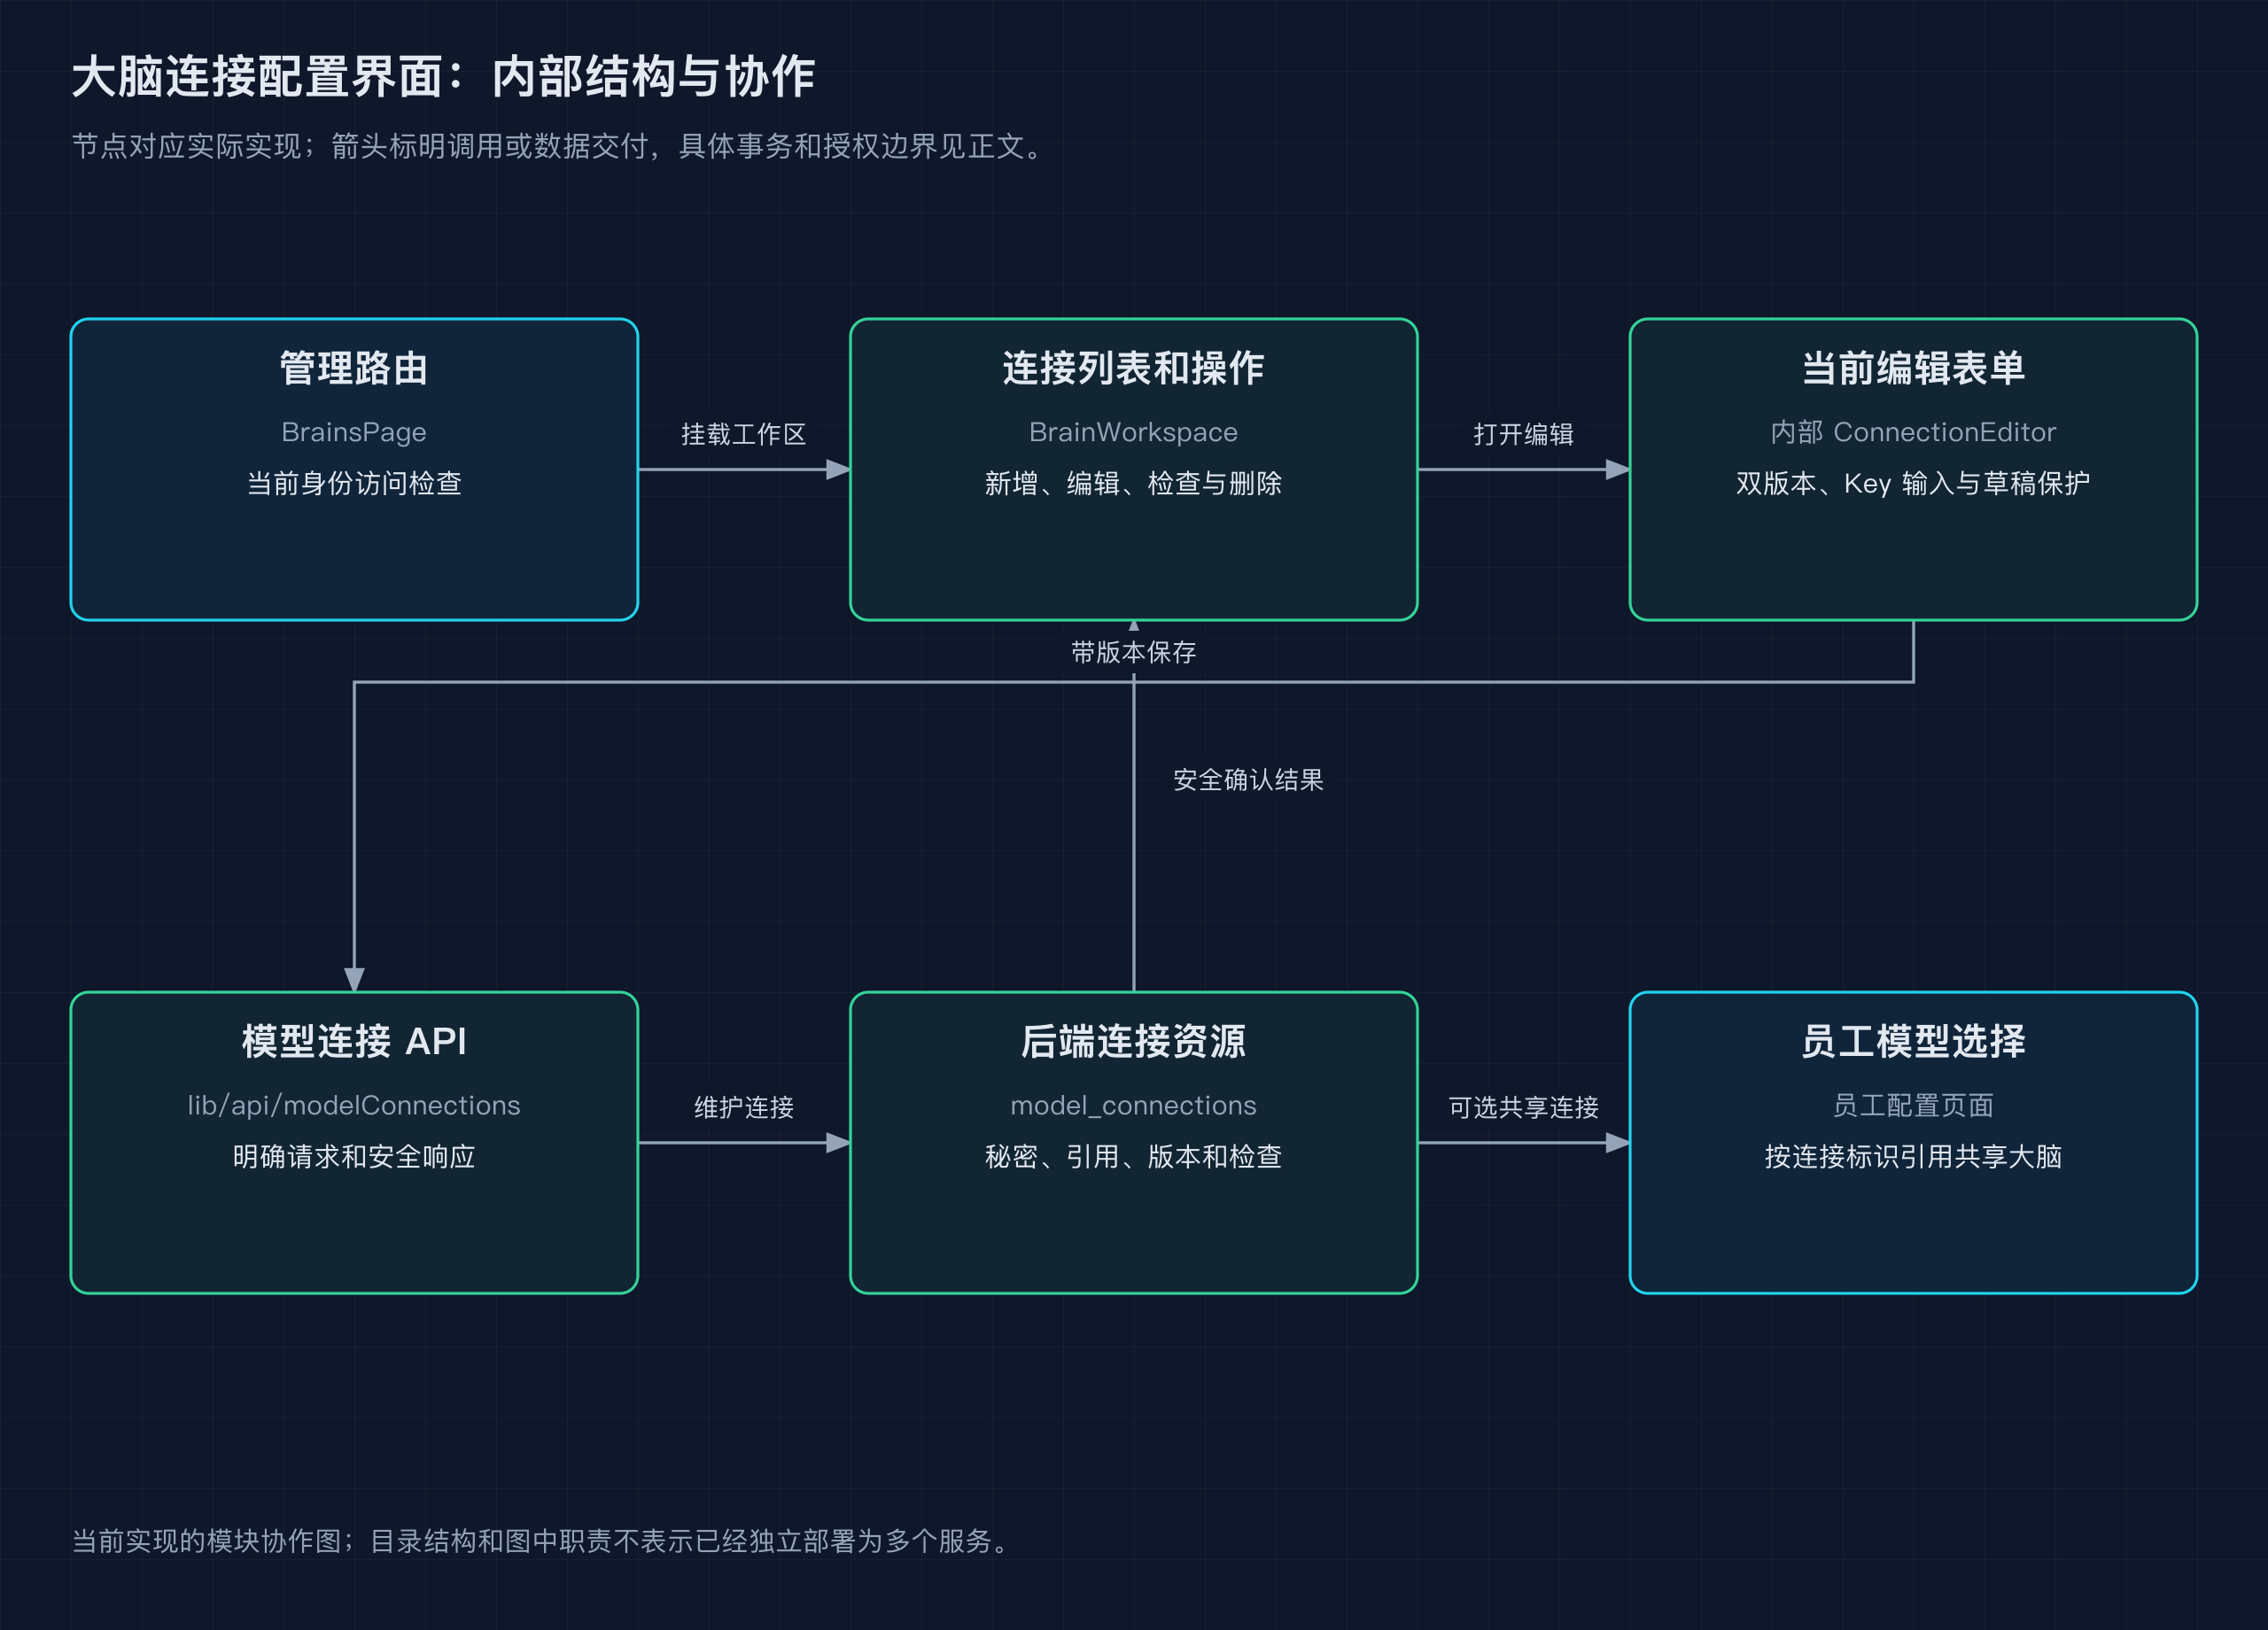 大脑连接配置界面：内部结构与协作
节点对应实际实现；箭头标明调用或数据交付，具体事务和授权边界见正文。
管理路由
BrainsPage
当前身份访问检查
挂载工作区
连接列表和操作
BrainWorkspace
新增、编辑、检查与删除
打开编辑
当前编辑表单
内部 ConnectionEditor
双版本、Key 输入与草稿保护
带版本保存
安全确认结果
模型连接 API
lib/api/modelConnections
明确请求和安全响应
维护连接
后端连接资源
model_connections
秘密、引用、版本和检查
可选共享连接
员工模型选择
员工配置页面
按连接标识引用共享大脑
当前实现的模块协作图；目录结构和图中职责不表示已经独立部署为多个服务。